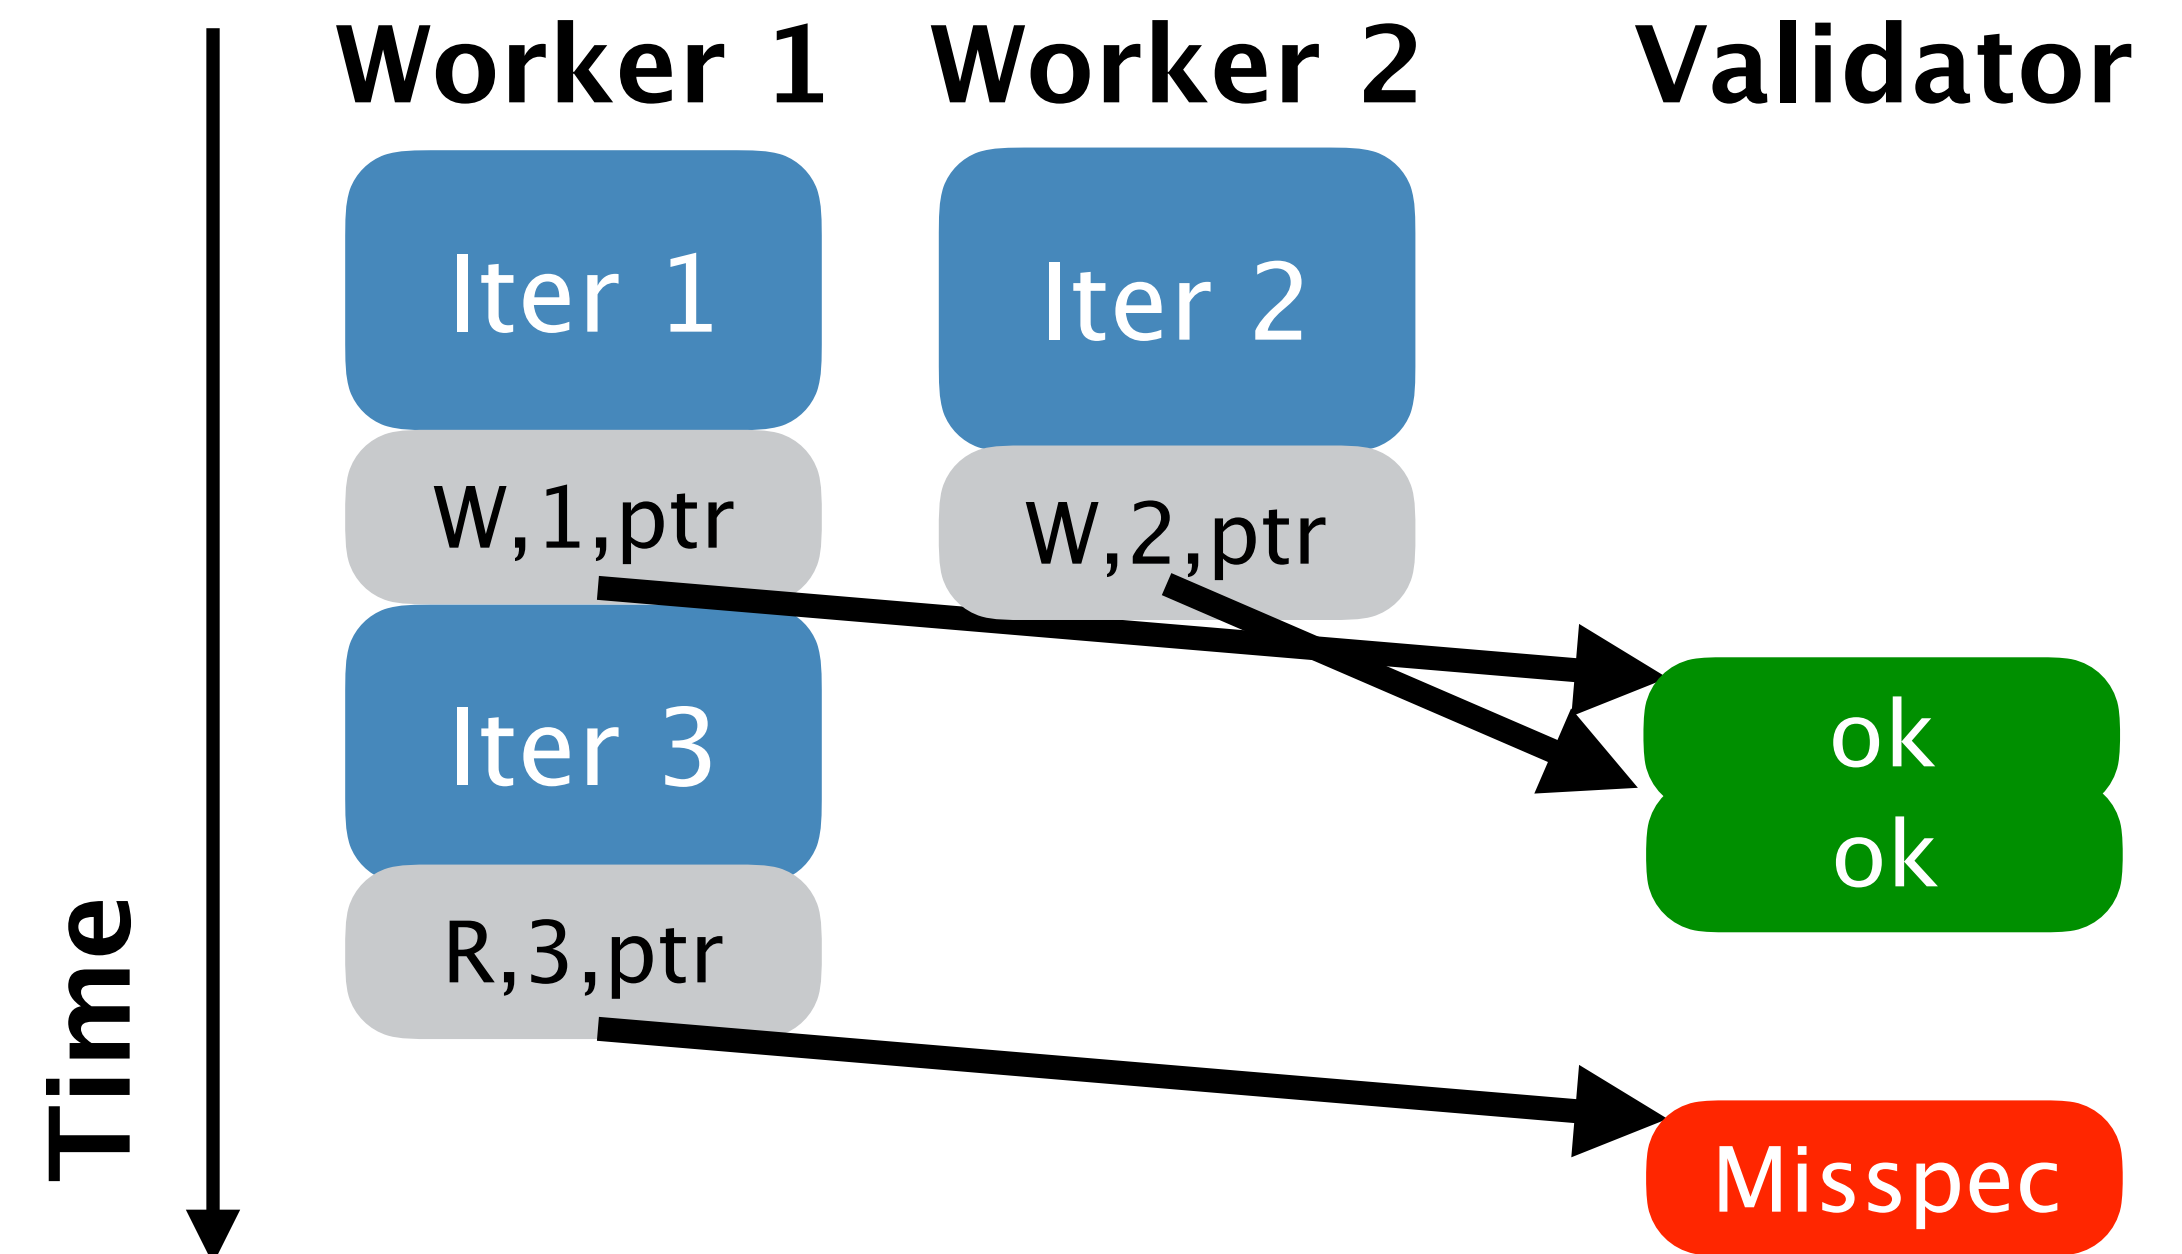 Worker 1
Worker 2
Validator
Iter 1
Iter 2
W,1,ptr
W,2,ptr
ok
Iter 3
ok
R,3,ptr
Misspec
Time